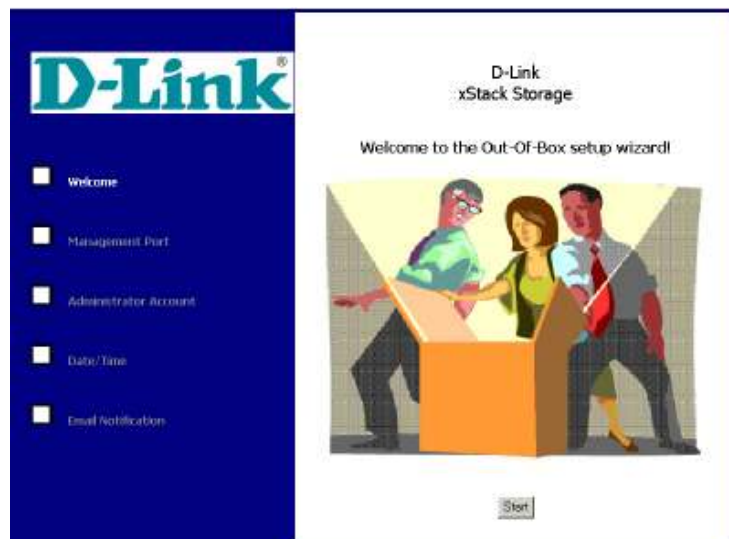 D-Link®
Welcome
Management Port
Administrator Account
Date/Time
Email Notification
D-Link
xStack Storage
Welcome to the Out-Of-Box setup wizard!
Start